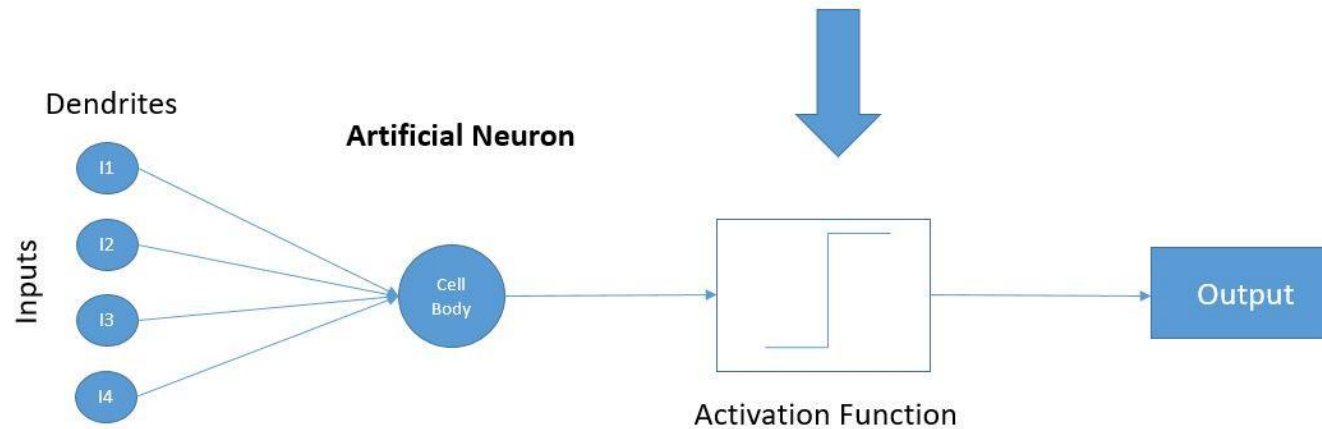 Dendrites
Artificial Neuron
Inputs
I1
I2
I3
I4
Cell
Body
Output
Activation Function